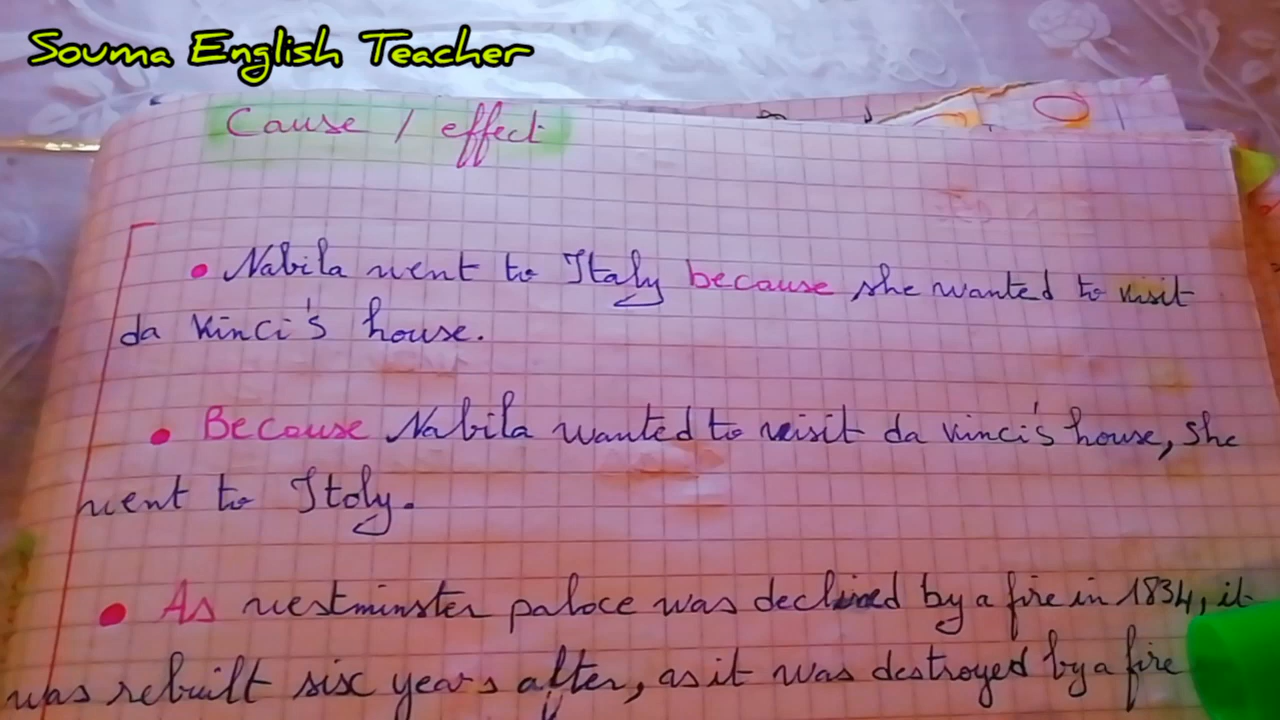 Souma English Teacher
Cause / effect
• Nabila went to Italy because she wanted to visit
da Vinci's house.
• Because Nabila wanted to visit da Vinci's house, she
went to Italy.
• As westminster palace was declined by a fire in 1834, it
was rebuilt six years after, as it was destroyed by a fire